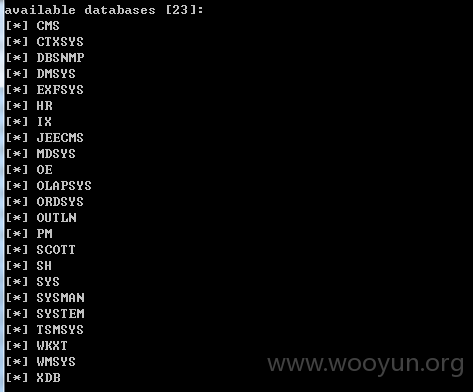 available databases [23]:
[*] CMS
[*] CTXSYS
[*] DBSNMP
[*] DMSYS
[*] EXFSYS
[*] HR
[*] IX
[*] JEECMS
[*] MDSYS
[*] OE
[*] OLAPSYS
[*] ORDSYS
[*] OUTLN
[*] PM
[*] SCOTT
[*] SH
[*] SYS
[*] SYSMAN
[*] SYSTEM
[*] TSMSYS
[*] WKXT
[*] WMSYS
[*] XDB
www.wooyun.org